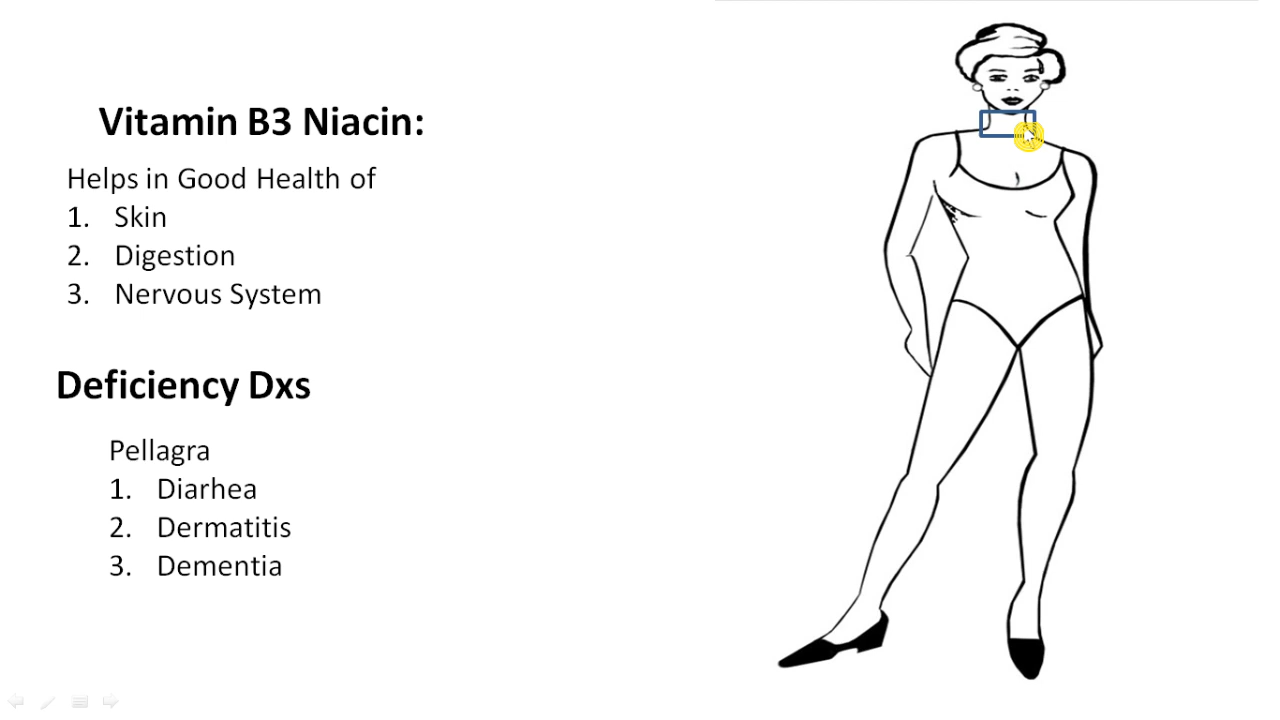 Vitamin B3 Niacin:
Helps in Good Health of
1. Skin
2. Digestion
3. Nervous System
Deficiency Dxs
Pellagra
1. Diarhea
2. Dermatitis
3. Dementia